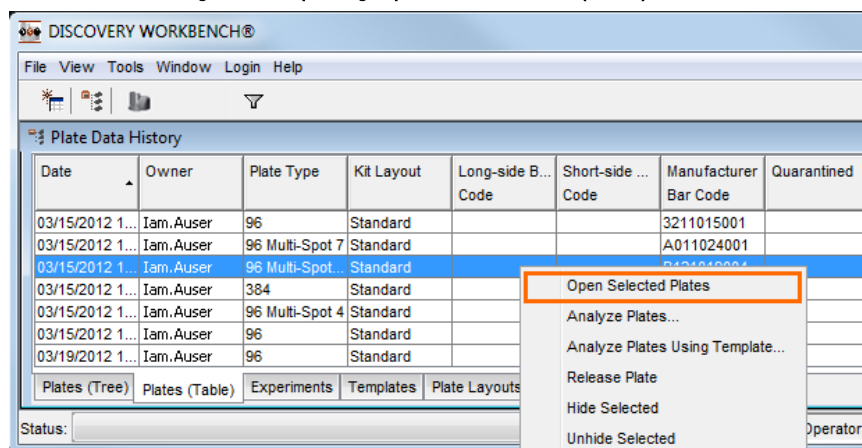 DISCOVERY WORKBENCH®
File View Tools Window Login Help
Plate Data History
Date Owner Plate Type Kit Layout Long-side B... Code Short-side ... Code Manufacturer Bar Code Quarantined
03/15/2012 1... Iam.Auser 96 Standard 3211015001
03/15/2012 1... Iam.Auser 96 Multi-Spot 7 Standard A011024001
03/15/2012 1... Iam.Auser 96 Multi-Spot... Standard
03/15/2012 1... Iam.Auser 384 Standard
03/15/2012 1... Iam.Auser 96 Multi-Spot 4 Standard
03/15/2012 1... Iam.Auser 96 Standard
03/19/2012 1... Iam.Auser 96 Standard
Open Selected Plates
Analyze Plates...
Analyze Plates Using Template...
Release Plate
Hide Selected
Unhide Selected
Plates (Tree) Plates (Table) Experiments Templates Plate Layouts
Status: Operator